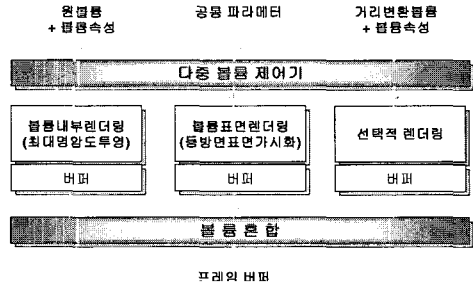 원볼륨
+ 볼륨속성
공통 파라메터
거리변환볼륨
+ 볼륨속성
다중 볼륨 제어기
볼륨내부렌더링
(최대명암도투영)
볼륨표면렌더링
(등방면표면가시화)
선택적 렌더링
버퍼
버퍼
버퍼
볼륨혼합
프레임 버퍼